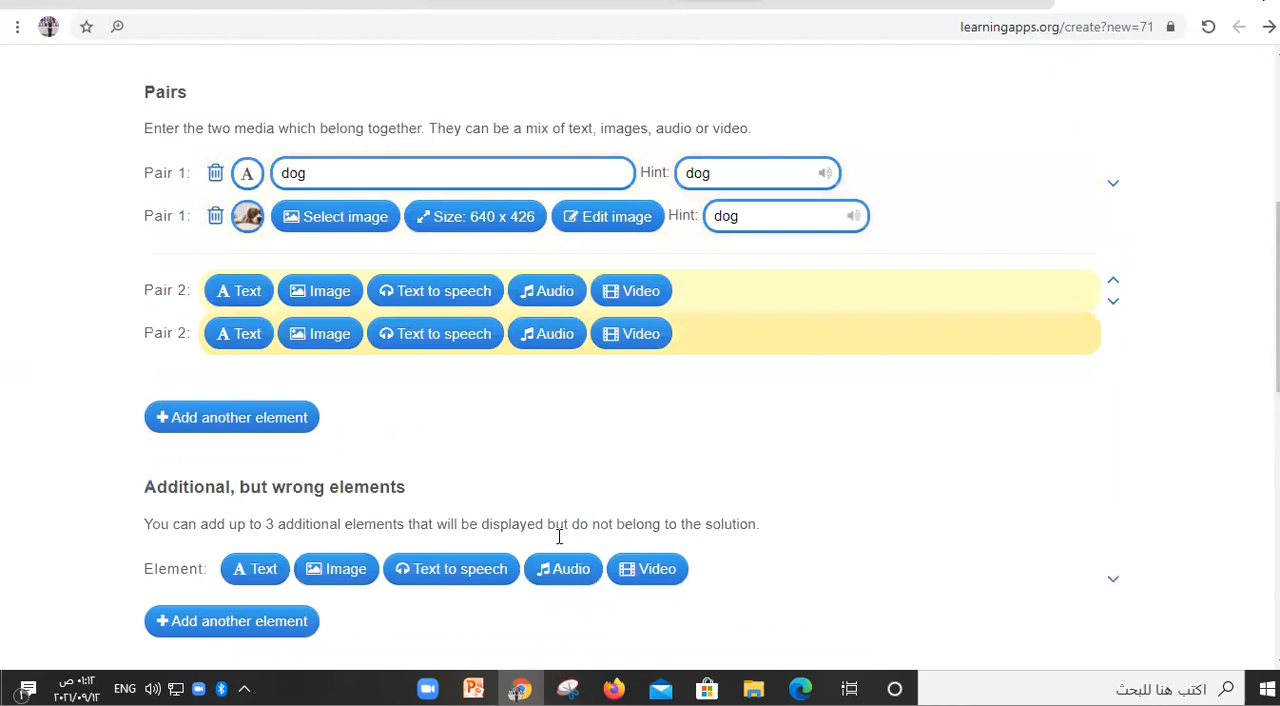 learningapps.org/create?new=71
Pairs
Enter the two media which belong together. They can be a mix of text, images, audio or video.
Pair 1: A dog Hint: dog
Pair 1: Select image Size: 640 x 426 Edit image Hint: dog
Pair 2: A Text Image Text to speech Audio Video
Pair 2: A Text Image Text to speech Audio Video
+ Add another element
Additional, but wrong elements
You can add up to 3 additional elements that will be displayed but do not belong to the solution.
Element: A Text Image Text to speech Audio Video
+ Add another element
٠١:١٢ ص
٢٠٢١/٠٩/١٢
ENG
اكتب هنا للبحث